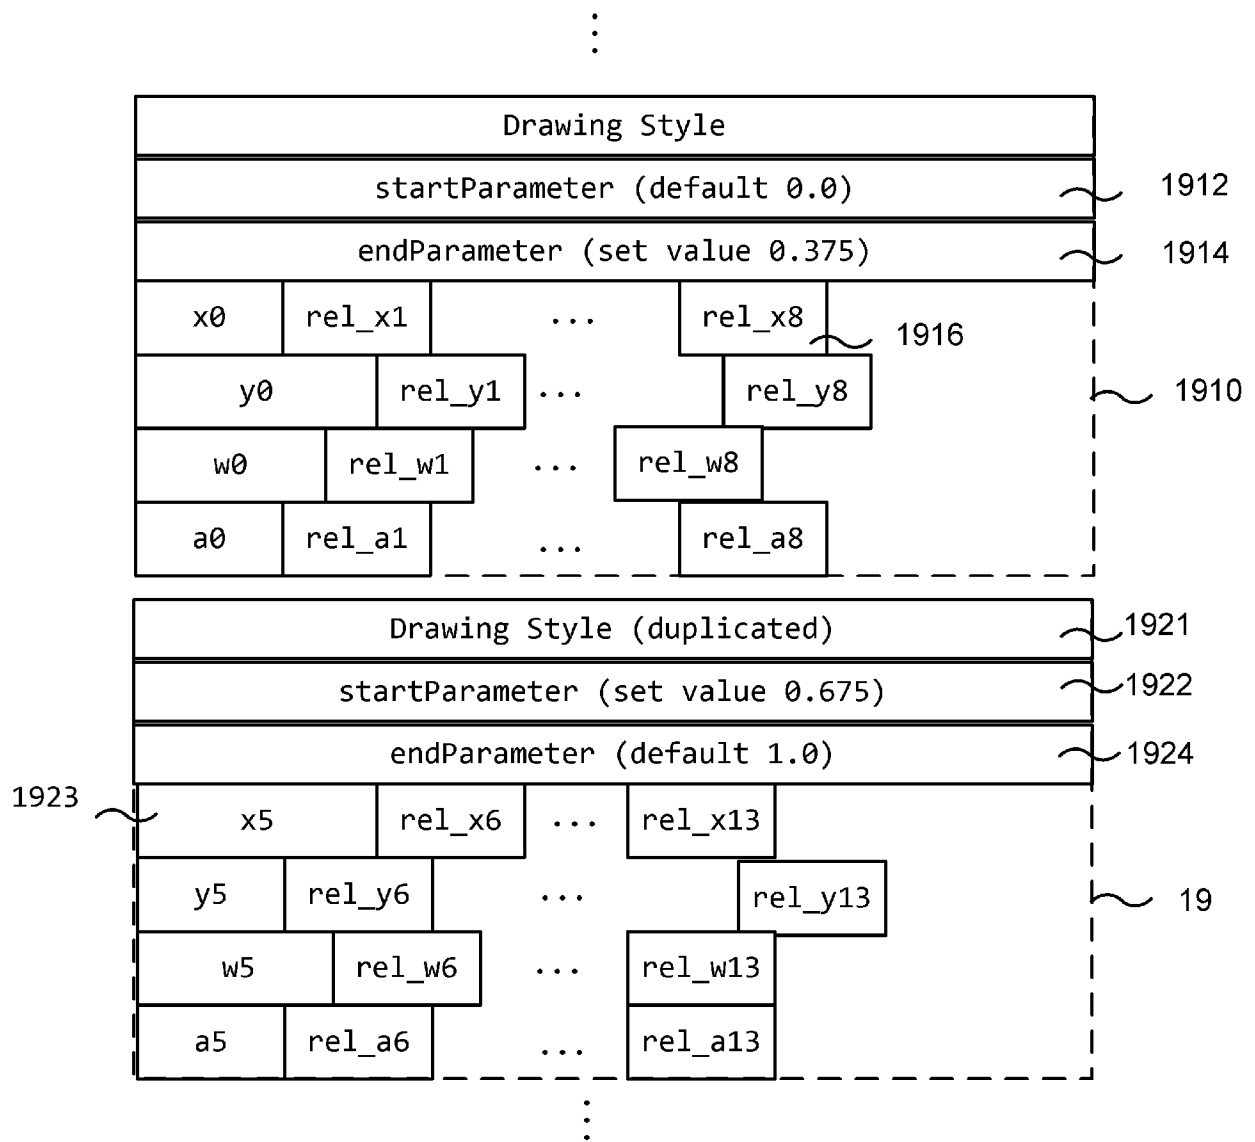 Drawing Style
startParameter (default 0.0) 1912
endParameter (set value 0.375) 1914
x0 rel_x1 ... rel_x8
1916
y0 rel_y1 ... rel_y8 1910
w0 rel_w1 ... rel_w8
a0 rel_a1 ... rel_a8
Drawing Style (duplicated) 1921
startParameter (set value 0.675) 1922
endParameter (default 1.0) 1924
1923 x5 rel_x6 ... rel_x13
y5 rel_y6 ... rel_y13 19
w5 rel_w6 ... rel_w13
a5 rel_a6 ... rel_a13